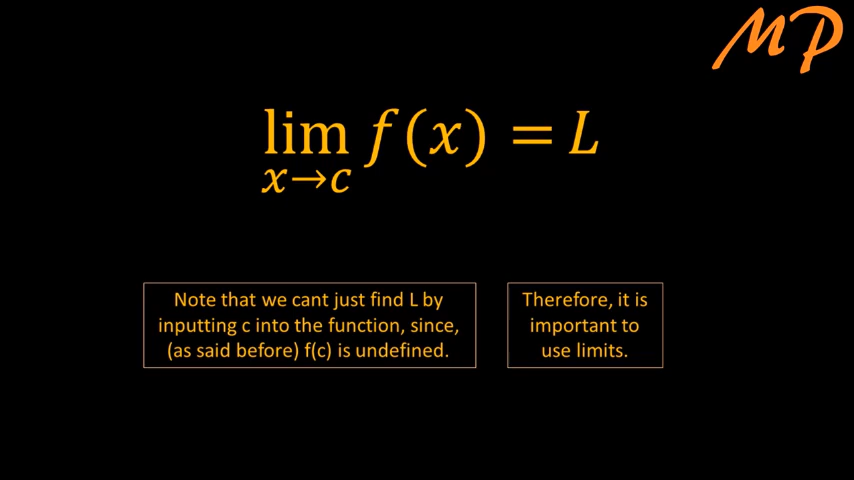 MP
lim f(x) = L
x→c
Note that we cant just find L by
inputting c into the function, since,
(as said before) f(c) is undefined.
Therefore, it is
important to
use limits.